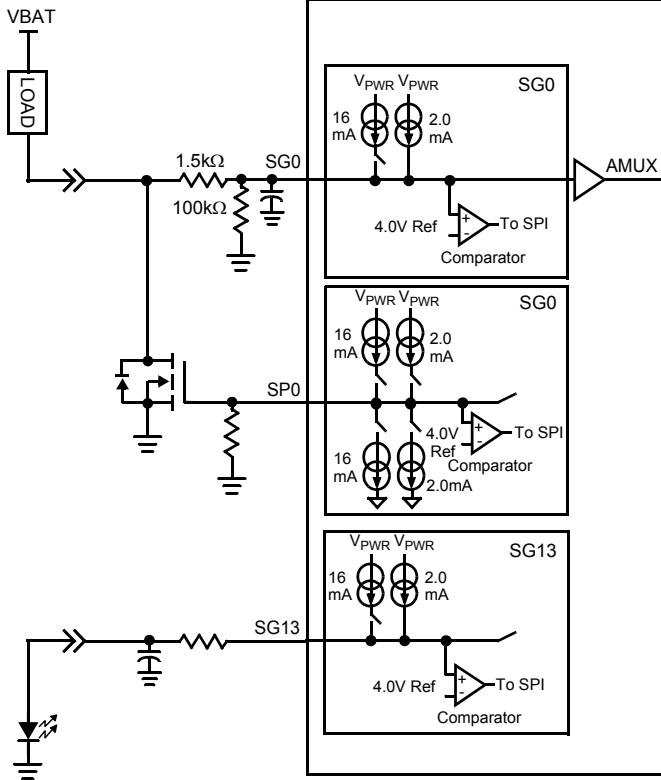 VBAT
LOAD
1.5kΩ
100kΩ
SG0
VPWR VPWR
SG0
16 mA
2.0 mA
AMUX
4.0V Ref
+
-
To SPI
Comparator
VPWR VPWR
SG0
16 mA
2.0 mA
SP0
4.0V Ref
+
-
To SPI
Comparator
16 mA
2.0mA
VPWR VPWR
SG13
16 mA
2.0 mA
SG13
4.0V Ref
+
-
To SPI
Comparator